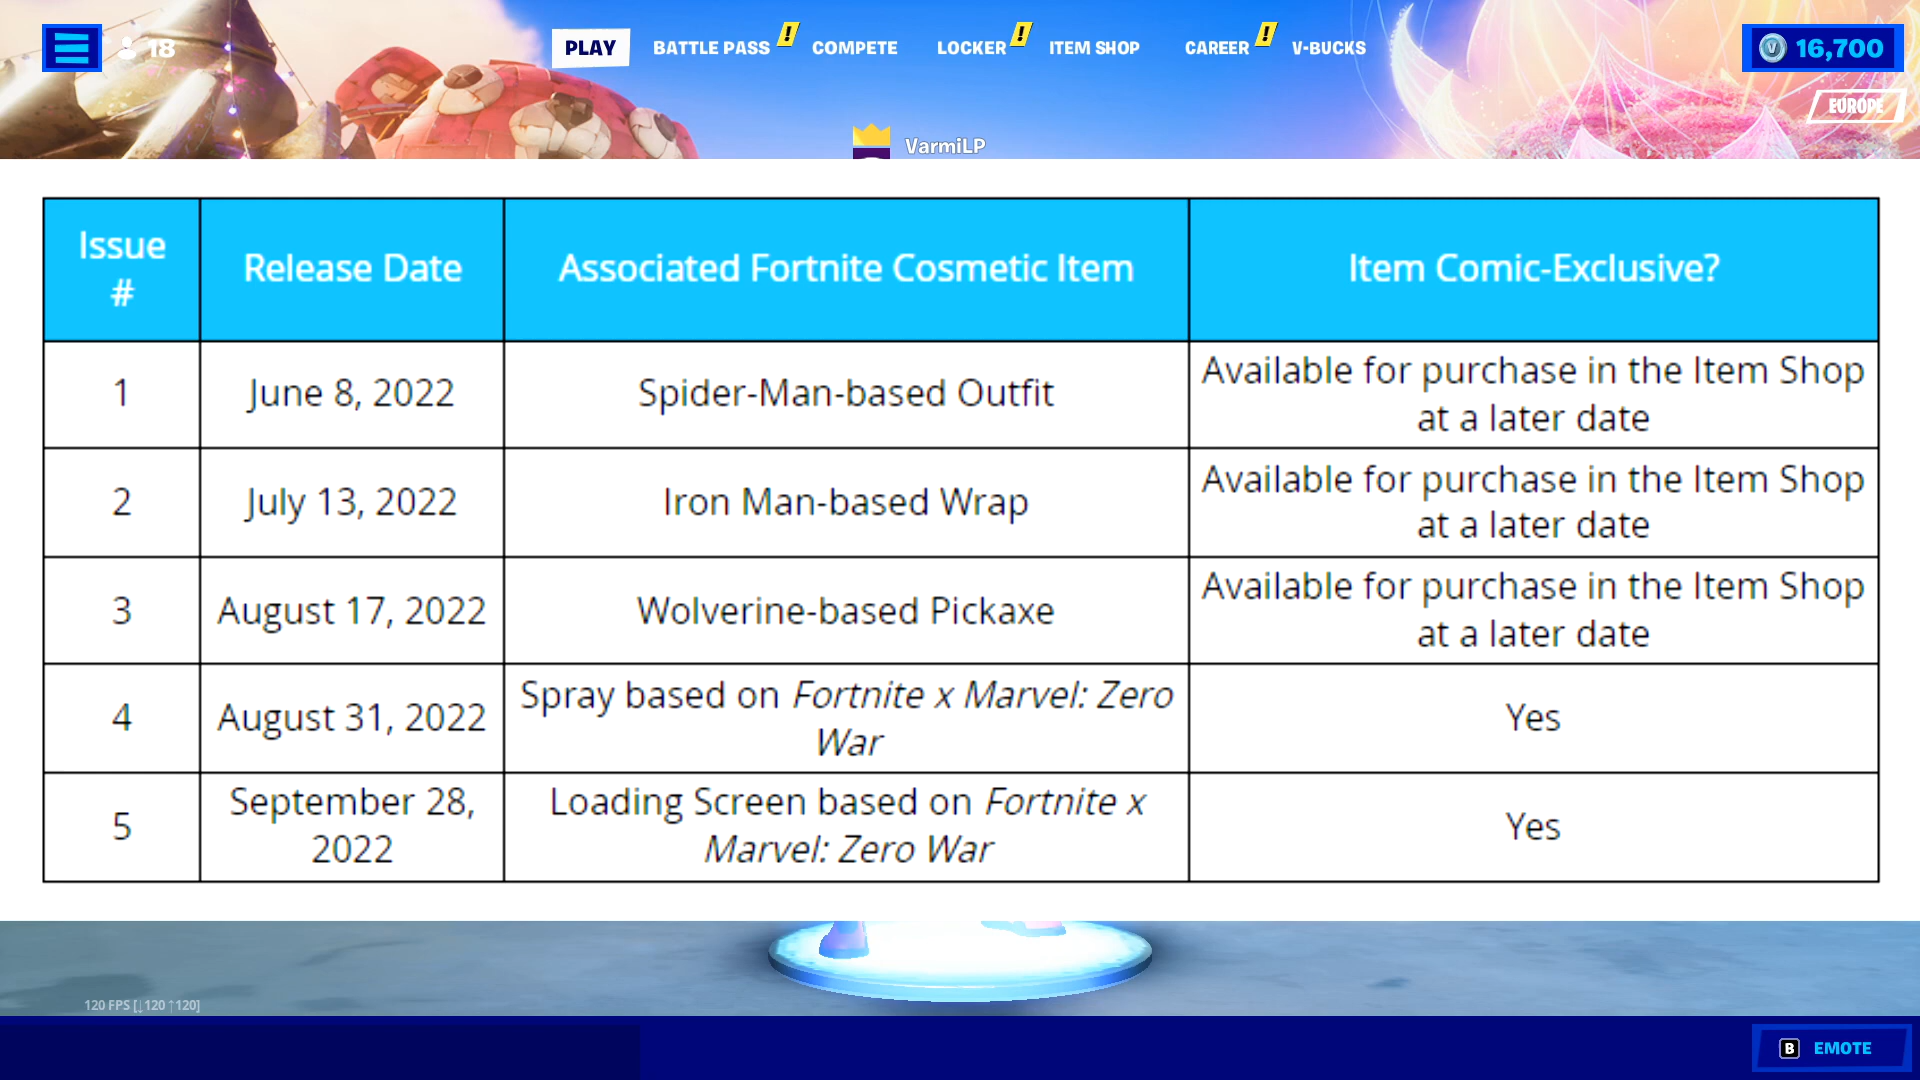 18
PLAY
BATTLE PASS !
COMPETE
LOCKER !
ITEM SHOP
CAREER !
V-BUCKS
V 16,700
EUROPE
VarmiLP
Issue
#
Release Date
Associated Fortnite Cosmetic Item
Item Comic-Exclusive?
1
June 8, 2022
Spider-Man-based Outfit
Available for purchase in the Item Shop
at a later date
2
July 13, 2022
Iron Man-based Wrap
Available for purchase in the Item Shop
at a later date
3
August 17, 2022
Wolverine-based Pickaxe
Available for purchase in the Item Shop
at a later date
4
August 31, 2022
Spray based on Fortnite x Marvel: Zero
War
Yes
5
September 28,
2022
Loading Screen based on Fortnite x
Marvel: Zero War
Yes
120 FPS [↓120 ↑120]
B EMOTE